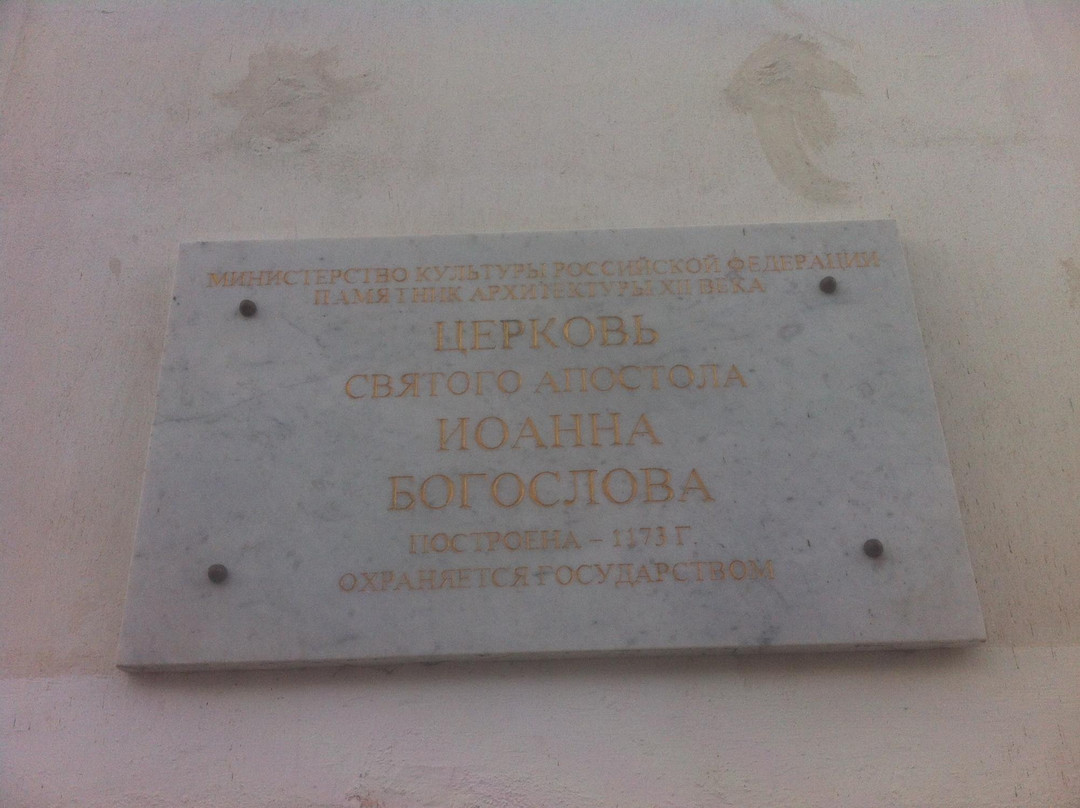 МИНИСТЕРСТВО КУЛЬТУРЫ РОССИЙСКОЙ ФЕДЕРАЦИИ
ПАМЯТНИК АРХИТЕКТУРЫ XII ВЕКА
ЦЕРКОВЬ
СВЯТОГО АПОСТОЛА
ИОАННА
БОГОСЛОВА
ПОСТРОЕНА – 1173 Г.
ОХРАНЯЕТСЯ ГОСУДАРСТВОМ